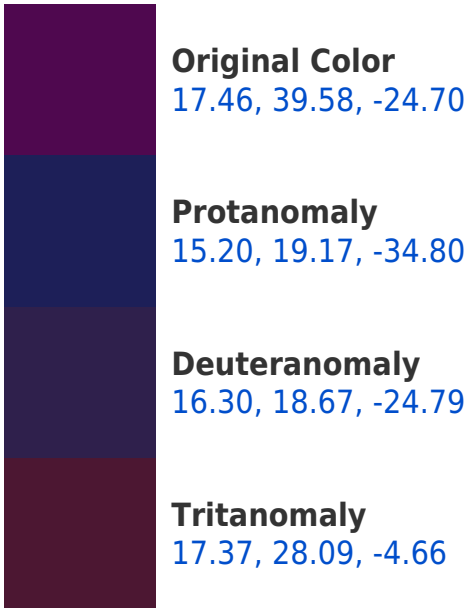 Original Color
17.46, 39.58, -24.70
Protanomaly
15.20, 19.17, -34.80
Deuteranomaly
16.30, 18.67, -24.79
Tritanomaly
17.37, 28.09, -4.66